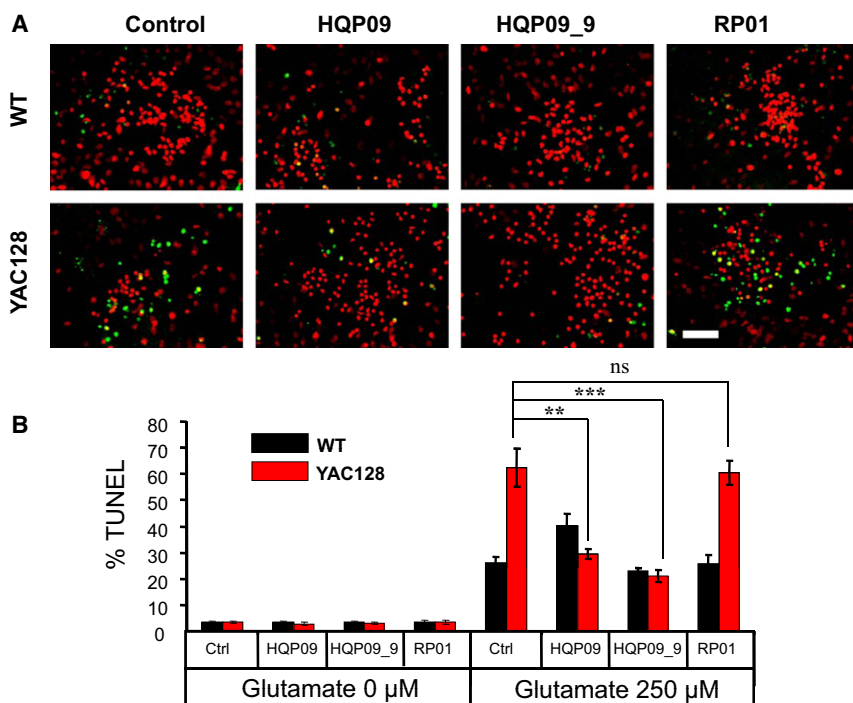 A
Control HQP09 HQP09_9 RP01
WT
YAC128
B
ns
***
**
WT
YAC128
% TUNEL
80
70
60
50
40
30
20
10
0
Ctrl HQP09 HQP09_9 RP01 Ctrl HQP09 HQP09_9 RP01
Glutamate 0 µM Glutamate 250 µM